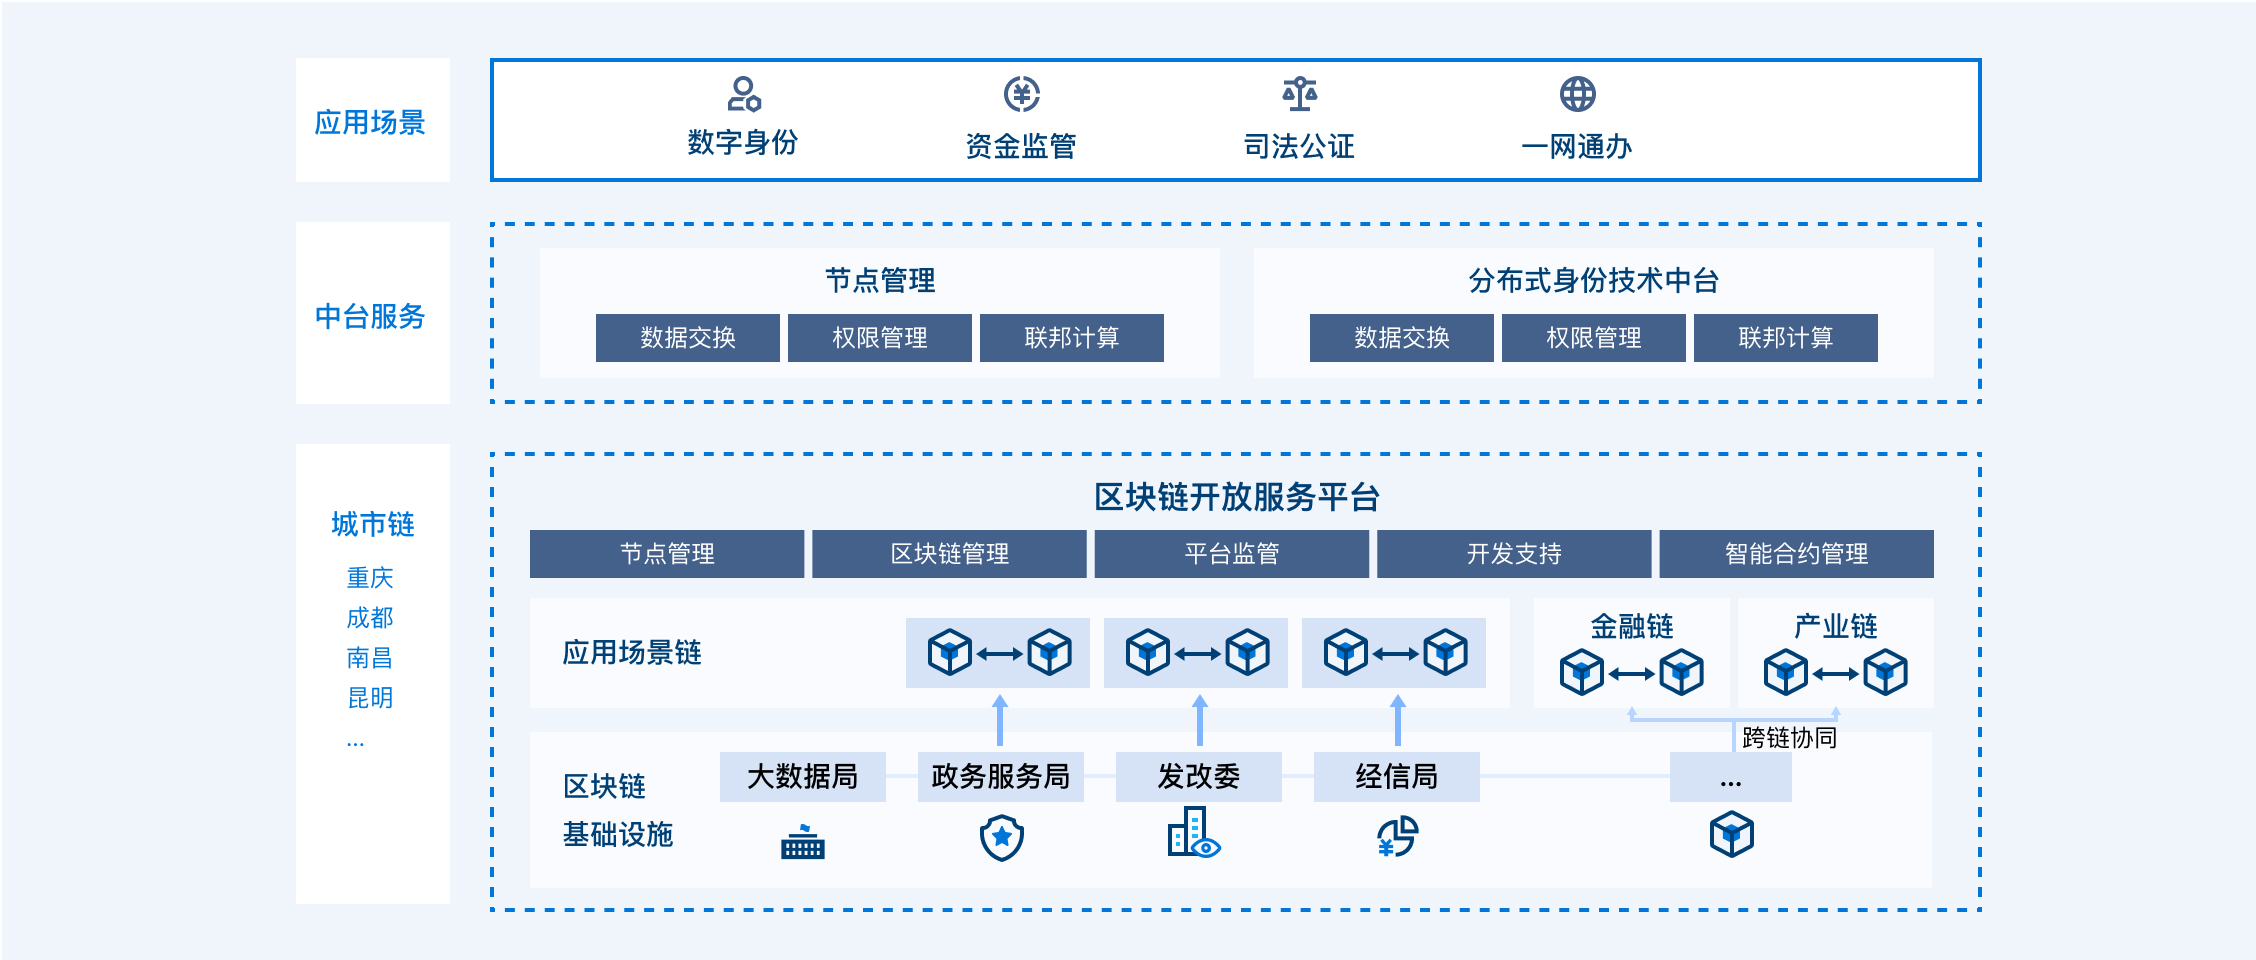 应用场景
数字身份
资金监管
司法公证
一网通办
中台服务
节点管理
数据交换
权限管理
联邦计算
分布式身份技术中台
数据交换
权限管理
联邦计算
城市链
重庆
成都
南昌
昆明
...
区块链开放服务平台
节点管理
区块链管理
平台监管
开发支持
智能合约管理
应用场景链
金融链
产业链
跨链协同
区块链
基础设施
大数据局
政务服务局
发改委
经信局
...